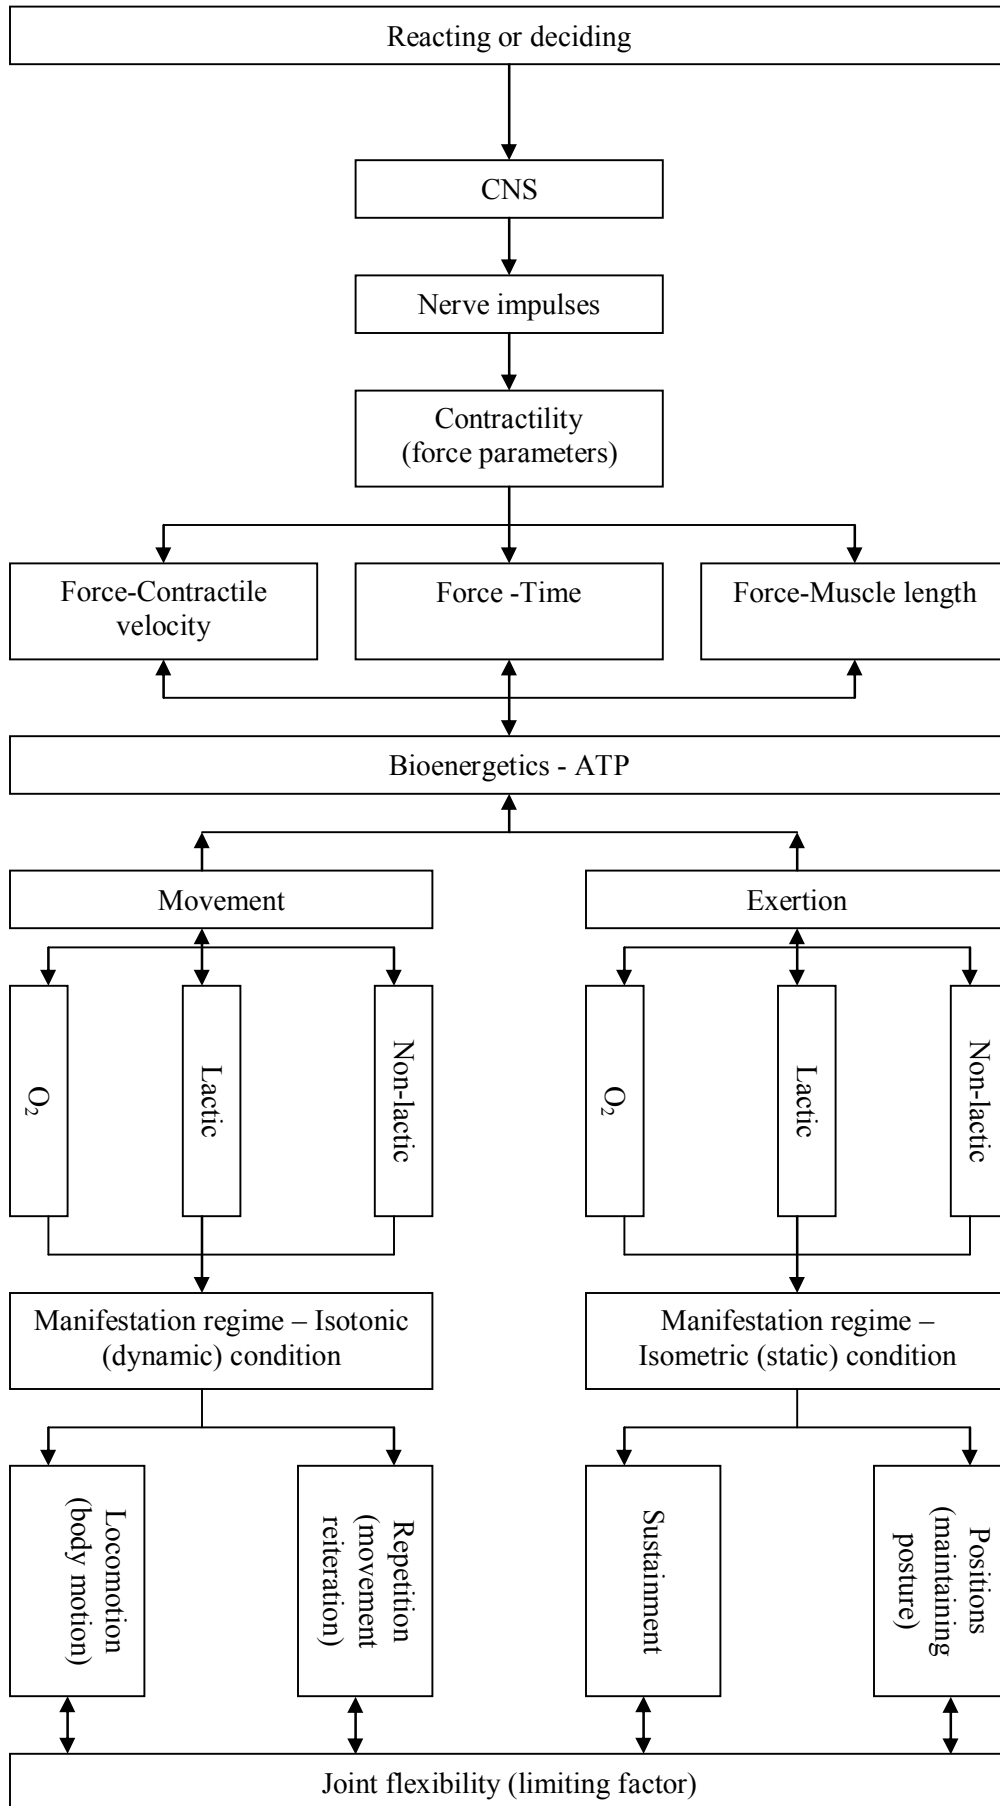 Reacting or deciding
CNS
Nerve impulses
Contractility
(force parameters)
Force-Contractile
velocity
Force -Time
Force-Muscle length
Bioenergetics - ATP
Movement
Exertion
O₂
Lactic
Non-lactic
O₂
Lactic
Non-lactic
Manifestation regime – Isotonic
(dynamic) condition
Manifestation regime –
Isometric (static) condition
Locomotion
(body motion)
Repetition
(movement
reiteration)
Sustainment
Positions
(maintaining
posture)
Joint flexibility (limiting factor)